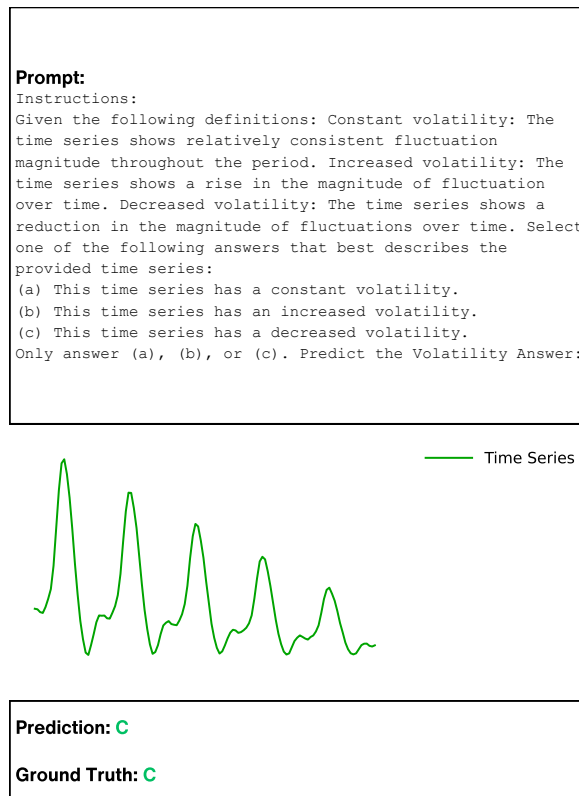 Prompt:
Instructions:
Given the following definitions: Constant volatility: The
time series shows relatively consistent fluctuation
magnitude throughout the period. Increased volatility: The
time series shows a rise in the magnitude of fluctuation
over time. Decreased volatility: The time series shows a
reduction in the magnitude of fluctuations over time. Select
one of the following answers that best describes the
provided time series:
(a) This time series has a constant volatility.
(b) This time series has an increased volatility.
(c) This time series has a decreased volatility.
Only answer (a), (b), or (c). Predict the Volatility Answer:
Time Series
Prediction: C
Ground Truth: C